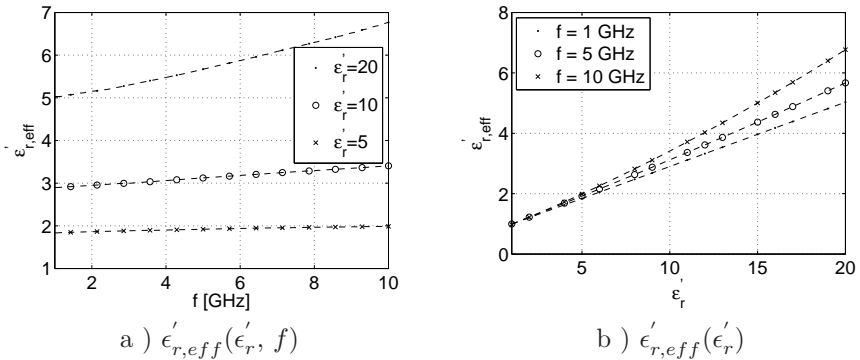 7
6
5
4
3
2
1
ε'r,eff
ε'r=20
ε'r=10
ε'r=5
2 4 6 8 10
f [GHz]
a ) ϵ'r,eff(ϵ'r, f)
8
6
4
2
0
ε'r,eff
f = 1 GHz
f = 5 GHz
f = 10 GHz
5 10 15 20
ε'r
b ) ϵ'r,eff(ϵ'r)